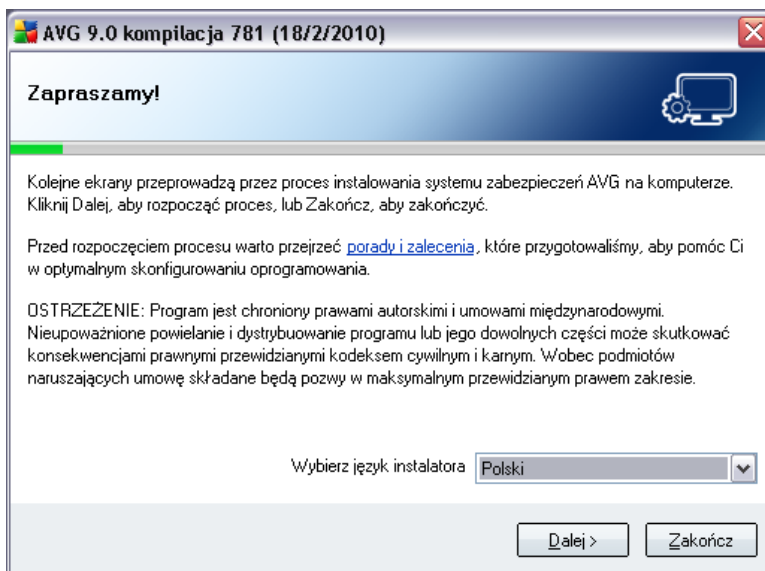 AVG 9.0 kompilacja 781 (18/2/2010)
Zapraszamy!
Kolejne ekrany przeprowadzą przez proces instalowania systemu zabezpieczeń AVG na komputerze.
Kliknij Dalej, aby rozpocząć proces, lub Zakończ, aby zakończyć.
Przed rozpoczęciem procesu warto przejrzeć porady i zalecenia, które przygotowaliśmy, aby pomóc Ci
w optymalnym skonfigurowaniu oprogramowania.
OSTRZEŻENIE: Program jest chroniony prawami autorskimi i umowami międzynarodowymi.
Nieupoważnione powielanie i dystrybuowanie programu lub jego dowolnych części może skutkować
konsekwencjami prawnymi przewidzianymi kodeksem cywilnym i karnym. Wobec podmiotów
naruszających umowę składane będą pozwy w maksymalnym przewidzianym prawem zakresie.
Wybierz język instalatora Polski
Dalej > Zakończ